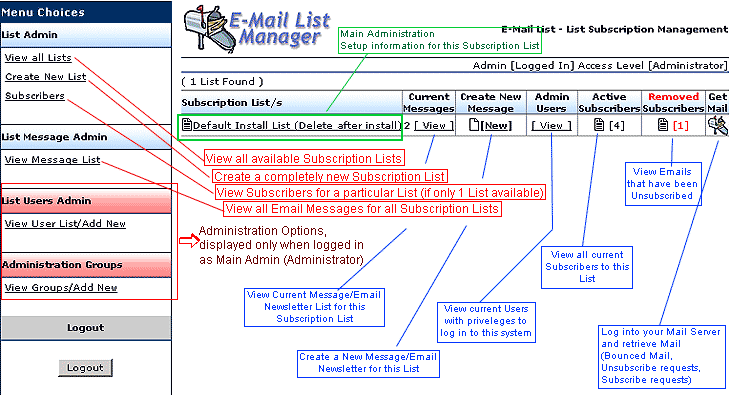 Menu Choices
List Admin
View all Lists
Create New List
Subscribers
List Message Admin
View Message List
List Users Admin
View User List/Add New
Administration Groups
View Groups/Add New
Logout
Logout
E-Mail List
Manager
Main Administration
Setup information for this Subscription List
E-Mail List - List Subscription Management
Admin [Logged In] Access Level [Administrator]
( 1 List Found )
Subscription List/s
Current
Messages
Create New
Message
Admin
Users
Active
Subscribers
Removed
Subscribers
Get
Mail
Default Install List (Delete after install)
2 [ View ]
[New]
[ View ]
[4]
[1]
View all available Subscription Lists
Create a completely new Subscription List
View Subscribers for a particular List (if only 1 List available)
View all Email Messages for all Subscription Lists
Administration Options,
displayed only when logged in
as Main Admin (Administrator)
View Emails
that have been
Unsubscribed
View all current
Subscribers to this
List
View Current Message/Email
Newsletter List for this
Subscription List
View current Users
with priveleges to
log in to this system
Create a New Message/Email
Newsletter for this List
Log into your Mail Server
and retrieve Mail
(Bounced Mail,
Unsubscribe requests,
Subscribe requests)